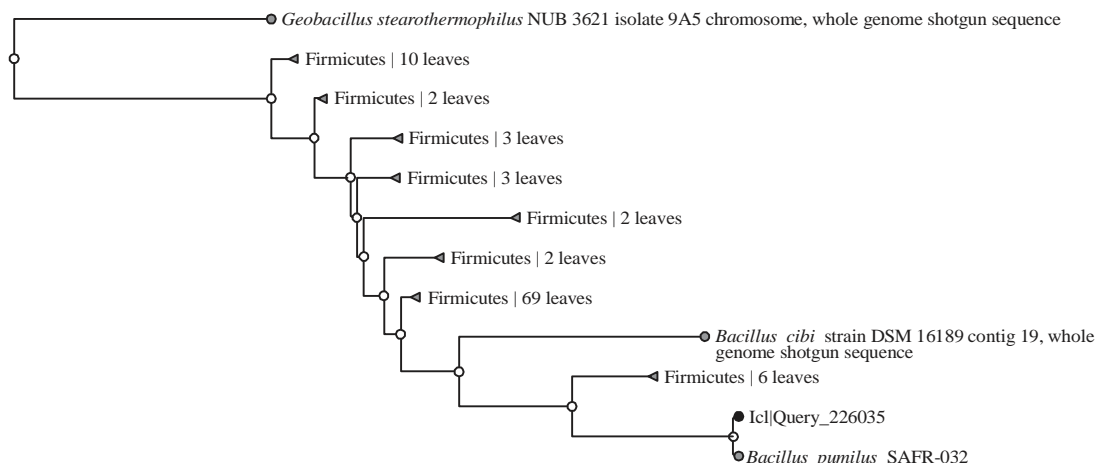 Geobacillus stearothermophilus NUB 3621 isolate 9A5 chromosome, whole genome shotgun sequence
Firmicutes | 10 leaves
Firmicutes | 2 leaves
Firmicutes | 3 leaves
Firmicutes | 3 leaves
Firmicutes | 2 leaves
Firmicutes | 2 leaves
Firmicutes | 69 leaves
Bacillus cibi strain DSM 16189 contig 19, whole
genome shotgun sequence
Firmicutes | 6 leaves
Icl|Query_226035
Bacillus pumilus SAFR-032